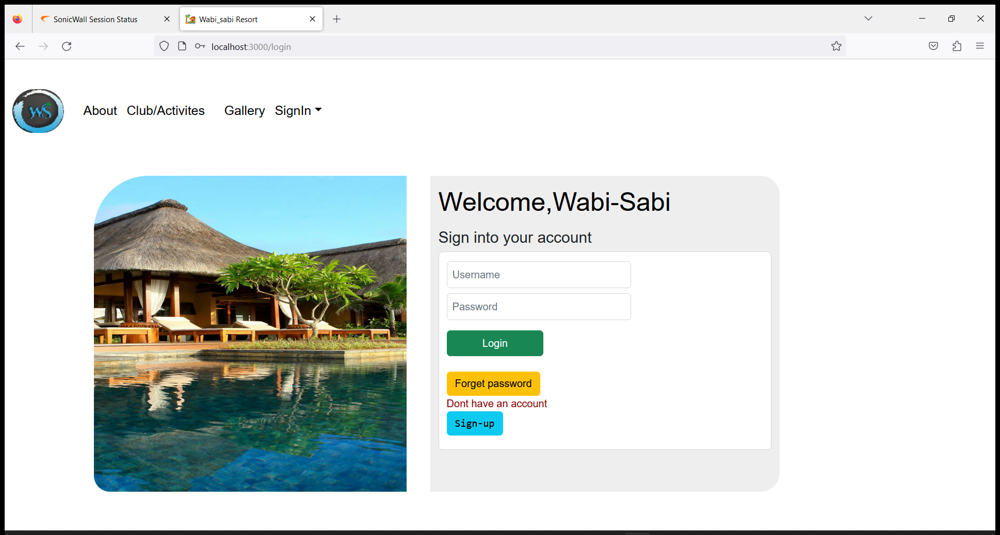 SonicWall Session Status
Wabi_sabi Resort
localhost:3000/login
WS
About Club/Activites Gallery SignIn
Welcome,Wabi-Sabi
Sign into your account
Username
Password
Login
Forget password
Dont have an account
Sign-up